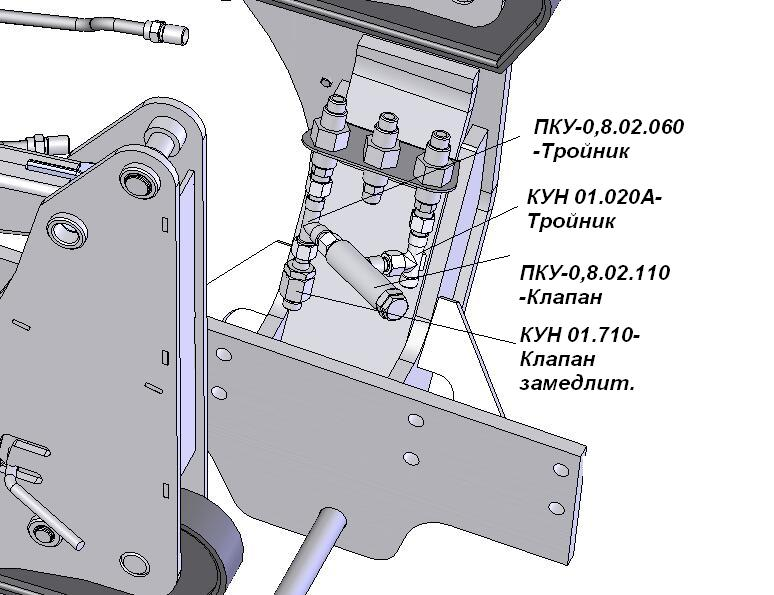 ПКУ-0,8.02.060
-Тройник
КУН 01.020А-
Тройник
ПКУ-0,8.02.110
-Клапан
КУН 01.710-
Клапан
замедлит.